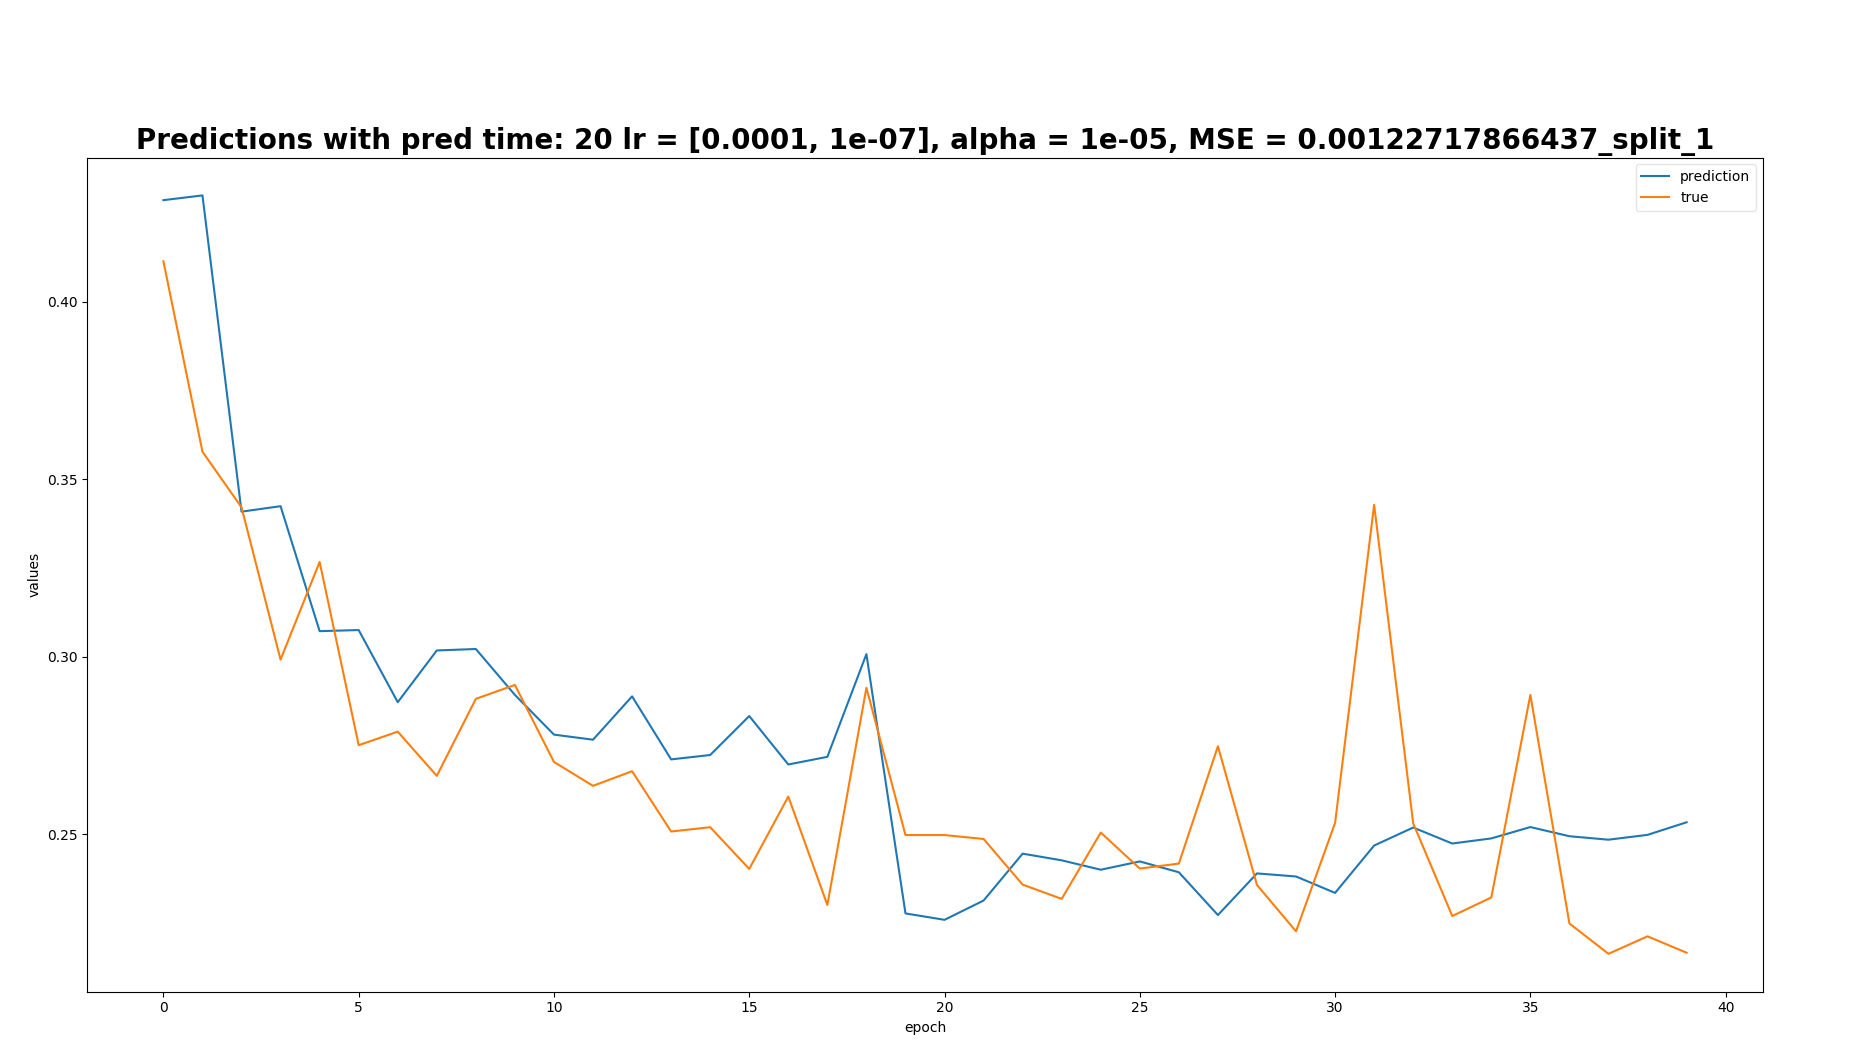 Predictions with pred time: 20 lr = [0.0001, 1e-07], alpha = 1e-05, MSE = 0.00122717866437_split_1
prediction
true
0.40
0.35
0.30
0.25
values
0 5 10 15 20 25 30 35 40
epoch